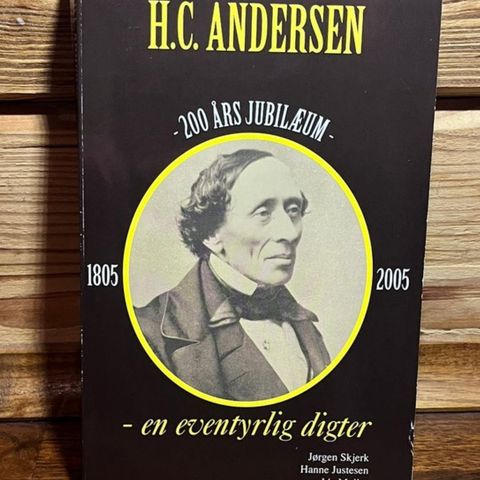 H.C. ANDERSEN
- 200 ÅRS JUBILÆUM -
1805
2005
- en eventyrlig digter
Jørgen Skjerk
Hanne Justesen